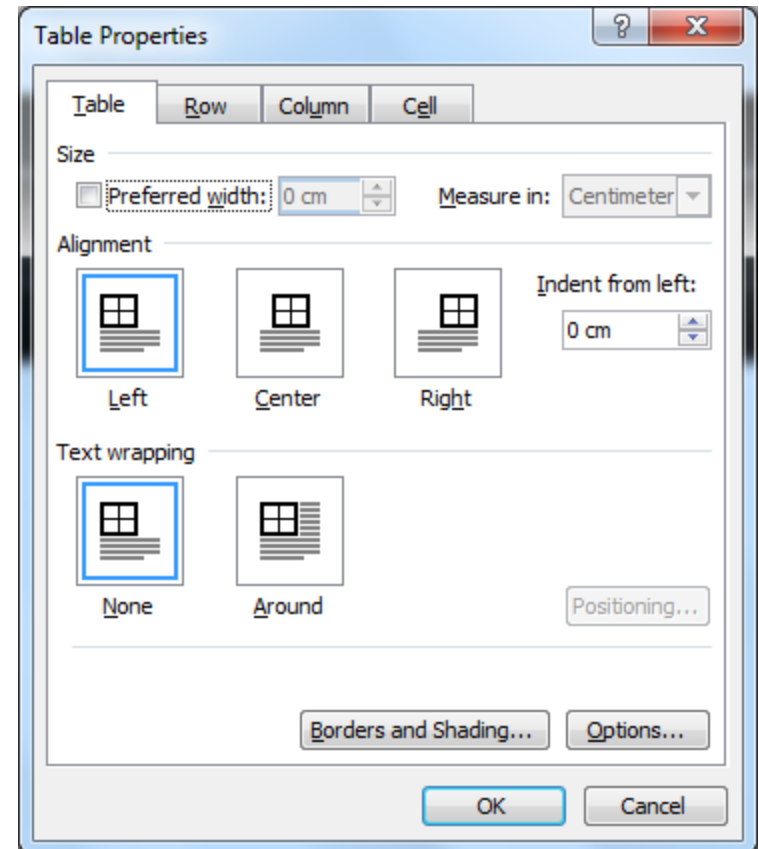 Table Properties
Table Row Column Cell
Size
Preferred width: 0 cm Measure in: Centimeter
Alignment
Indent from left:
0 cm
Left Center Right
Text wrapping
None Around Positioning...
Borders and Shading... Options...
OK Cancel